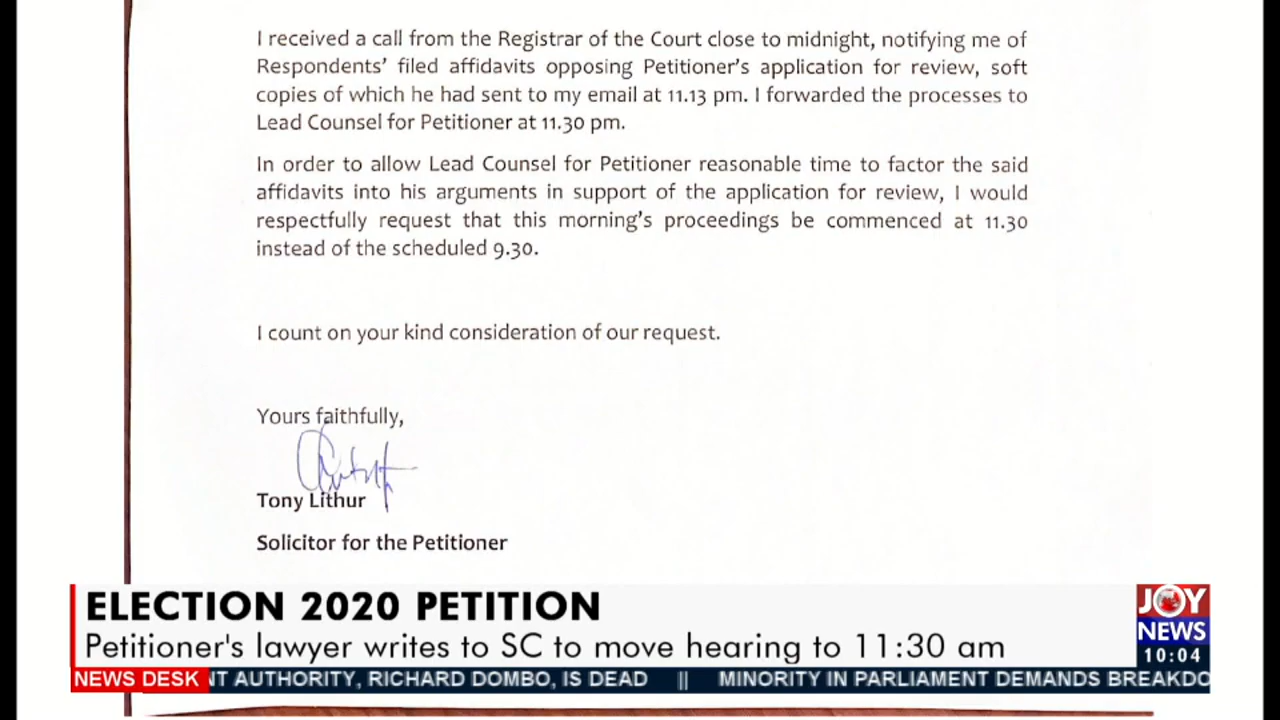 I received a call from the Registrar of the Court close to midnight, notifying me of
Respondents' filed affidavits opposing Petitioner's application for review, soft
copies of which he had sent to my email at 11.13 pm. I forwarded the processes to
Lead Counsel for Petitioner at 11.30 pm.
In order to allow Lead Counsel for Petitioner reasonable time to factor the said
affidavits into his arguments in support of the application for review, I would
respectfully request that this morning's proceedings be commenced at 11.30
instead of the scheduled 9.30.
I count on your kind consideration of our request.
Yours faithfully,
Tony Lithur
Solicitor for the Petitioner
ELECTION 2020 PETITION
Petitioner's lawyer writes to SC to move hearing to 11:30 am
JOY
NEWS
10:04
NEWS DESK
NT AUTHORITY, RICHARD DOMBO, IS DEAD || MINORITY IN PARLIAMENT DEMANDS BREAKDO